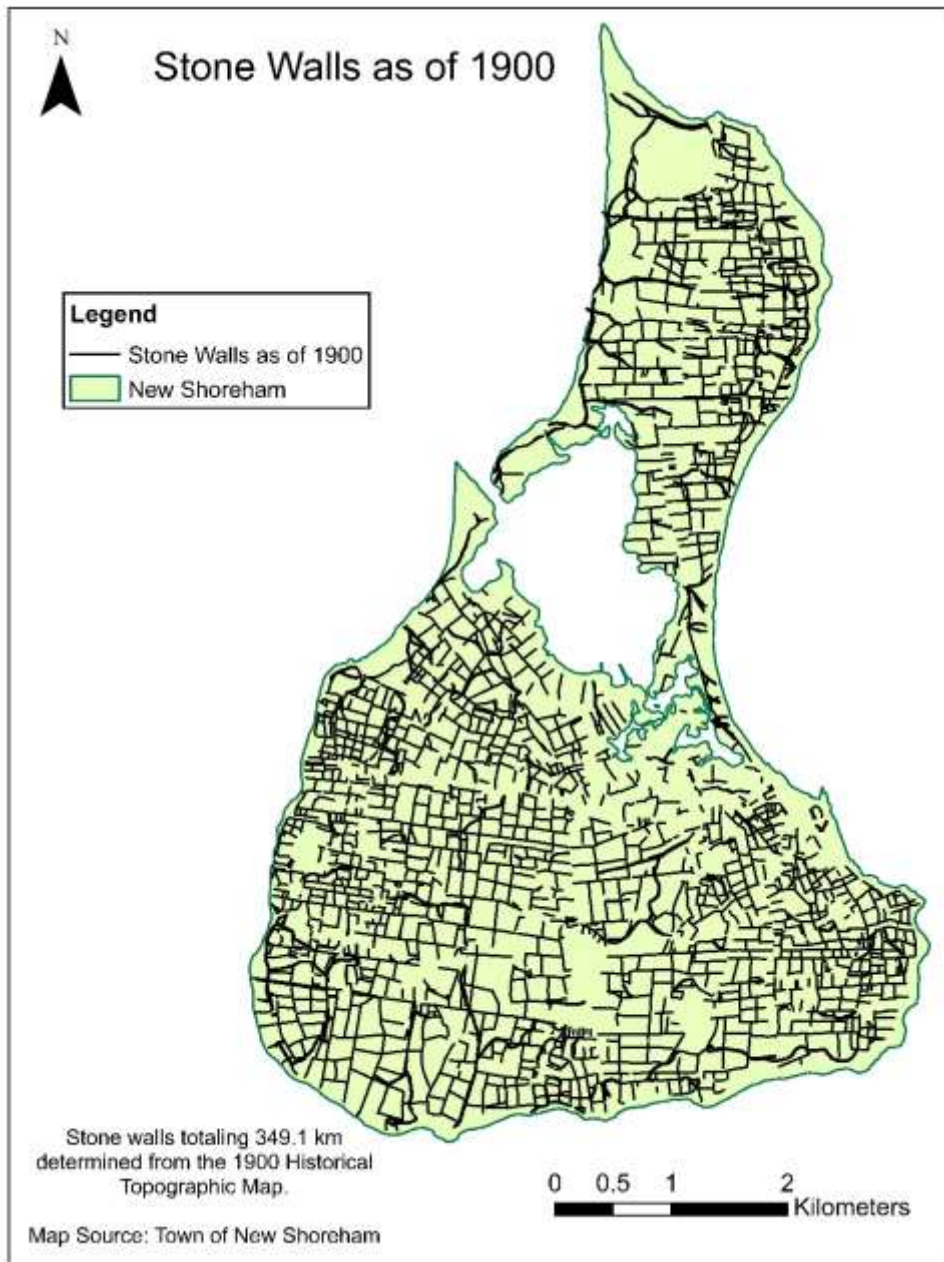 N
Stone Walls as of 1900
Legend
Stone Walls as of 1900
New Shoreham
Stone walls totaling 349.1 km
determined from the 1900 Historical
Topographic Map.
0 0.5 1 2
Kilometers
Map Source: Town of New Shoreham